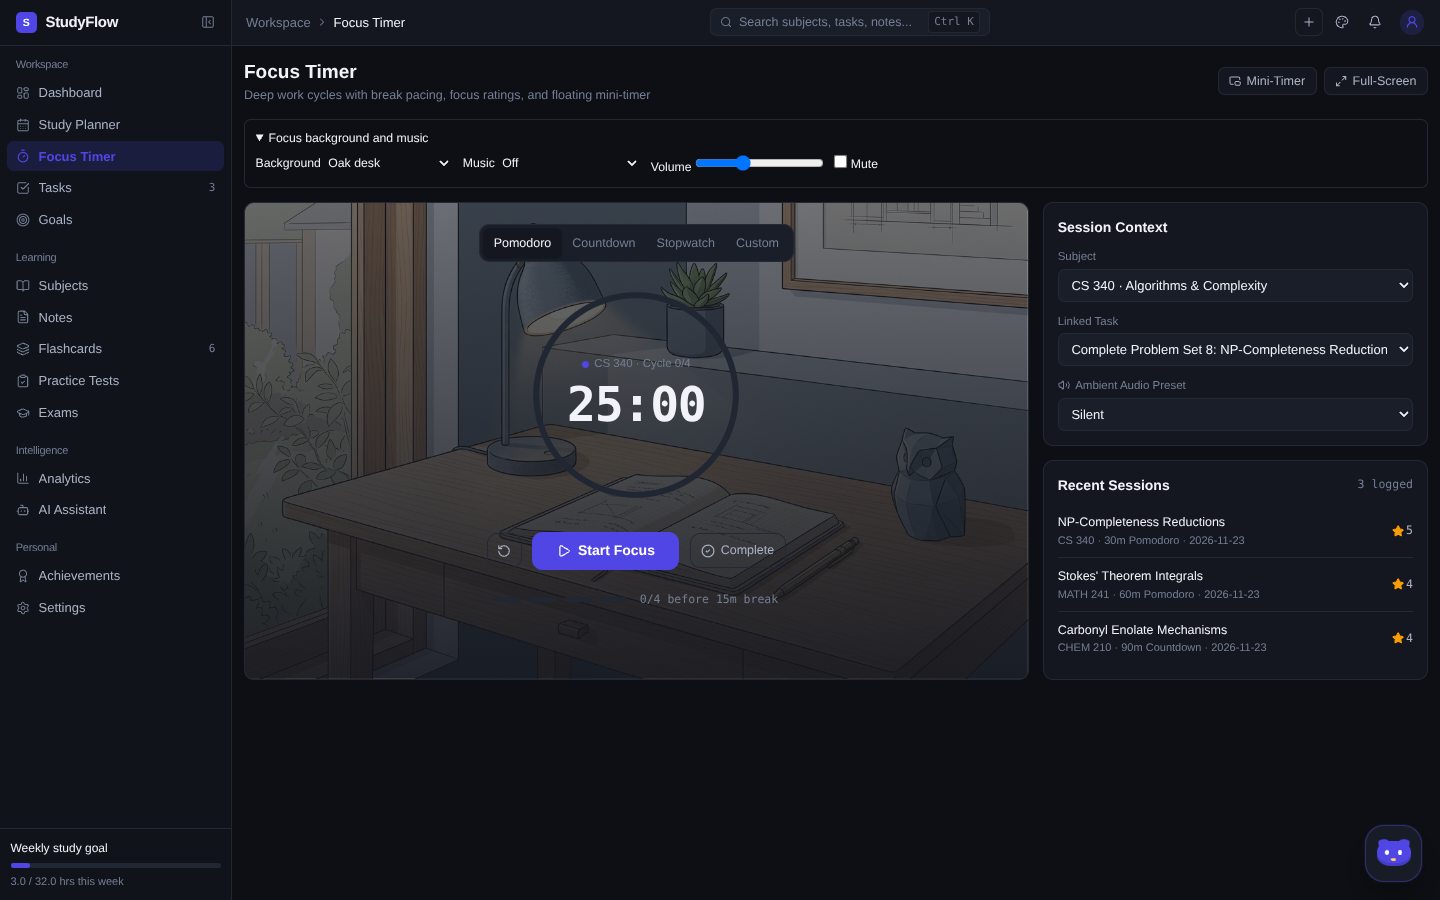 S StudyFlow
Workspace
Dashboard
Study Planner
Focus Timer
Tasks 3
Goals
Learning
Subjects
Notes
Flashcards 6
Practice Tests
Exams
Intelligence
Analytics
AI Assistant
Personal
Achievements
Settings
Weekly study goal
3.0 / 32.0 hrs this week
Workspace > Focus Timer
Search subjects, tasks, notes... Ctrl K
Focus Timer
Deep work cycles with break pacing, focus ratings, and floating mini-timer
Mini-Timer Full-Screen
▼ Focus background and music
Background Oak desk Music Off Volume Mute
Pomodoro Countdown Stopwatch Custom
CS 340 · Cycle 0/4
25:00
Start Focus Complete
0/4 before 15m break
Session Context
Subject
CS 340 · Algorithms & Complexity
Linked Task
Complete Problem Set 8: NP-Completeness Reduction
Ambient Audio Preset
Silent
Recent Sessions 3 logged
NP-Completeness Reductions
CS 340 · 30m Pomodoro · 2026-11-23
5
Stokes' Theorem Integrals
MATH 241 · 60m Pomodoro · 2026-11-23
4
Carbonyl Enolate Mechanisms
CHEM 210 · 90m Countdown · 2026-11-23
4